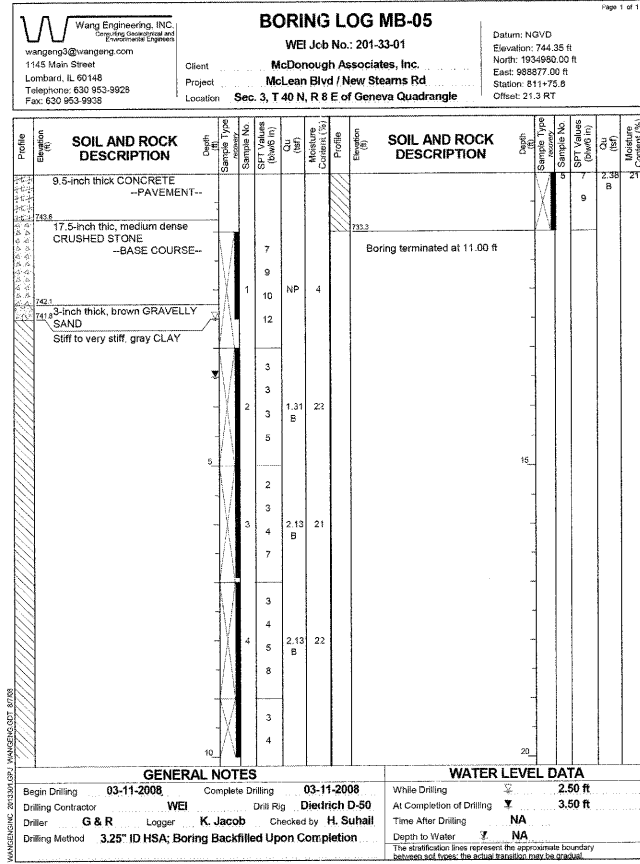 Page 1 of 1
Wang Engineering, INC.
Consulting Geotechnical and
Environmental Engineers
wangeng3@wangeng.com
1145 Main Street
Lombard, IL 60148
Telephone: 630 953-9928
Fax: 630 953-9938
BORING LOG MB-05
WEI Job No.: 201-33-01
Client McDonough Associates, Inc.
Project McLean Blvd / New Stearns Rd
Location Sec. 3, T 40 N, R 8 E of Geneva Quadrangle
Datum: NGVD
Elevation: 744.35 ft
North: 1934980.00 ft
East: 988877.00 ft
Station: 811+75.8
Offset: 21.3 RT
Profile
Elevation (ft)
SOIL AND ROCK
DESCRIPTION
Depth (ft)
Sample Type
recovery
Sample No.
SPT Values (blw/6 in)
Qu (tsf)
Moisture Content (%)
Profile
Elevation (ft)
SOIL AND ROCK
DESCRIPTION
Depth (ft)
Sample Type
recovery
Sample No.
SPT Values (blw/6 in)
Qu (tsf)
Moisture Content (%)
9.5-inch thick CONCRETE
--PAVEMENT--
743.6
17.5-inch thic, medium dense
CRUSHED STONE
--BASE COURSE--
742.1
3-inch thick, brown GRAVELLY
SAND
741.8
Stiff to very stiff, gray CLAY
7
9
1 10 NP 4
12
3
3
2 3 1.31 22
B
5
5
2
3
3 4 2.13 21
B
7
3
4
4 5 2.13 22
B
8
3
4
10
5 7 2.38 21
B
9
733.3
Boring terminated at 11.00 ft
15
20
GENERAL NOTES
Begin Drilling 03-11-2008 Complete Drilling 03-11-2008
Drilling Contractor WEI Drill Rig Diedrich D-50
Driller G & R Logger K. Jacob Checked by H. Suhail
Drilling Method 3.25" ID HSA; Boring Backfilled Upon Completion
WATER LEVEL DATA
While Drilling 2.50 ft
At Completion of Drilling 3.50 ft
Time After Drilling NA
Depth to Water NA
The stratification lines represent the approximate boundary
between soil types; the actual transition may be gradual.
WANGENGINC 2013301.GPJ WANGENG.GDT 8/7/08